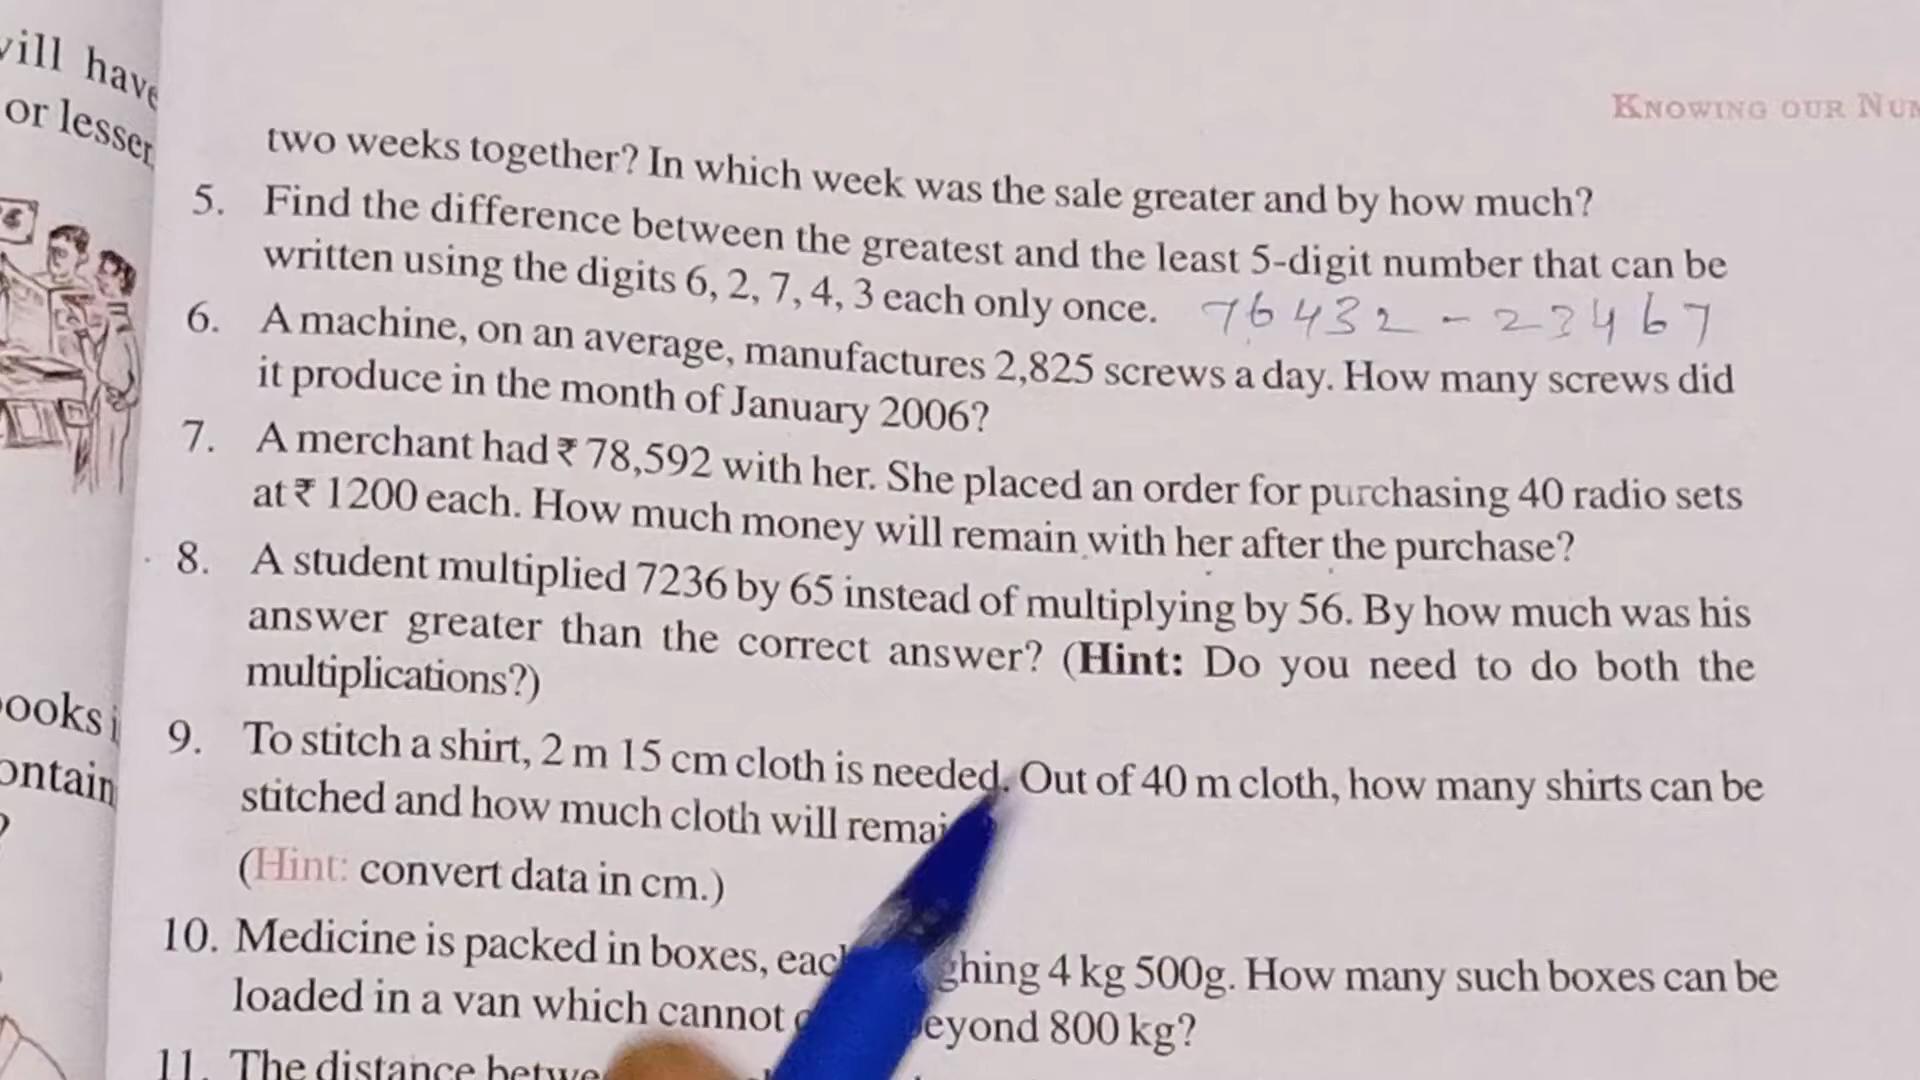 will have
or lesser
KNOWING OUR
two weeks together? In which week was the sale greater and by how much?
5. Find the difference between the greatest and the least 5-digit number that can be
written using the digits 6, 2, 7, 4, 3 each only once. 76432 - 23467
6. A machine, on an average, manufactures 2,825 screws a day. How many screws did
it produce in the month of January 2006?
7. A merchant had ₹ 78,592 with her. She placed an order for purchasing 40 radio sets
at ₹ 1200 each. How much money will remain with her after the purchase?
8. A student multiplied 7236 by 65 instead of multiplying by 56. By how much was his
answer greater than the correct answer? (Hint: Do you need to do both the
multiplications?)
9. To stitch a shirt, 2 m 15 cm cloth is needed. Out of 40 m cloth, how many shirts can be
stitched and how much cloth will
(Hint: convert data in cm.)
10. Medicine is packed in boxes, 4 kg 500g. How many such boxes can be
loaded in a van which cannot beyond 800 kg?
11. The distance